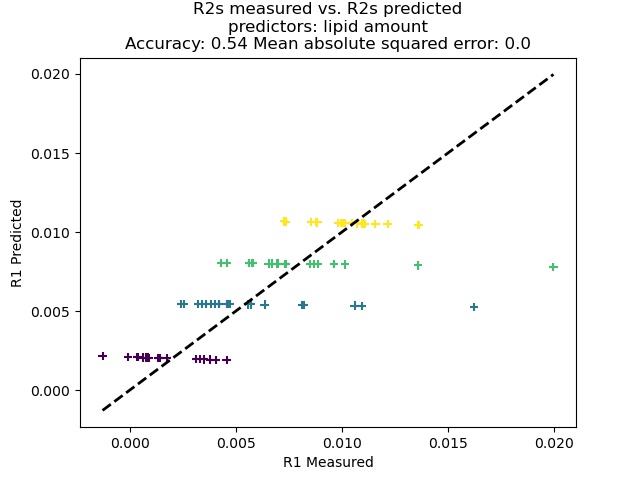 R2s measured vs. R2s predicted
predictors: lipid amount
Accuracy: 0.54 Mean absolute squared error: 0.0
0.020
0.015
0.010
0.005
0.000
R1 Predicted
0.000 0.005 0.010 0.015 0.020
R1 Measured